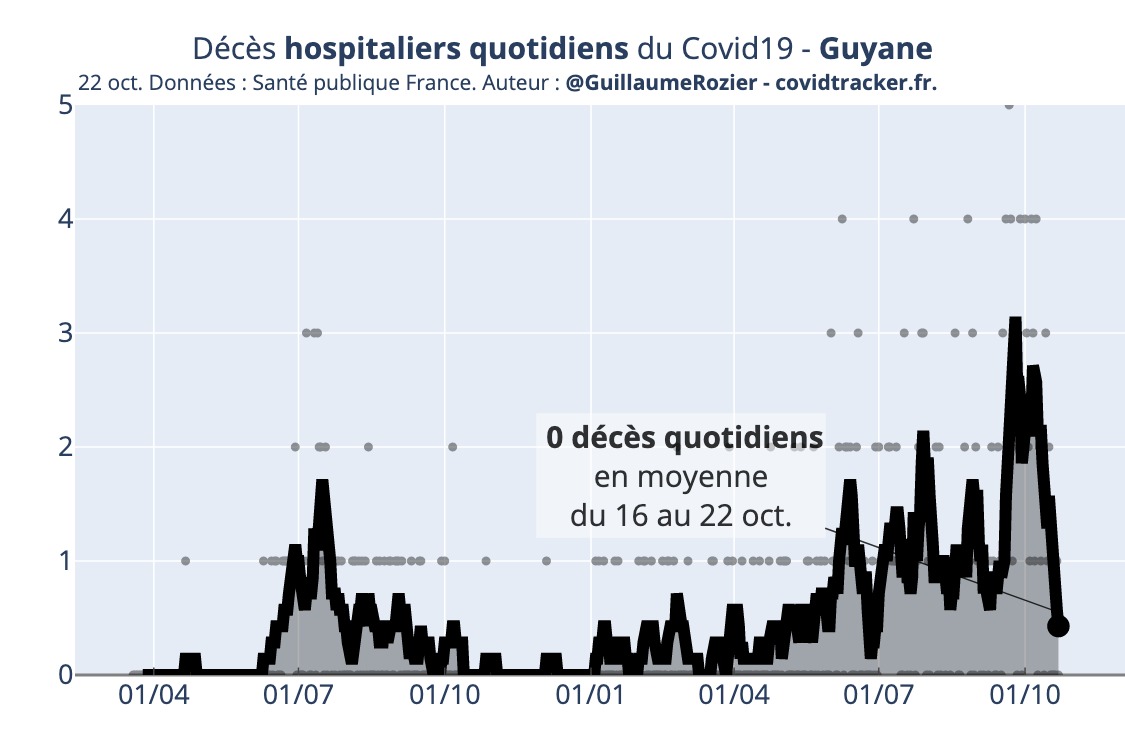 Décès hospitaliers quotidiens du Covid19 - Guyane
22 oct. Données : Santé publique France. Auteur : @GuillaumeRozier - covidtracker.fr.
5
4
3
2
1
0
0 décès quotidiens
en moyenne
du 16 au 22 oct.
01/04 01/07 01/10 01/01 01/04 01/07 01/10